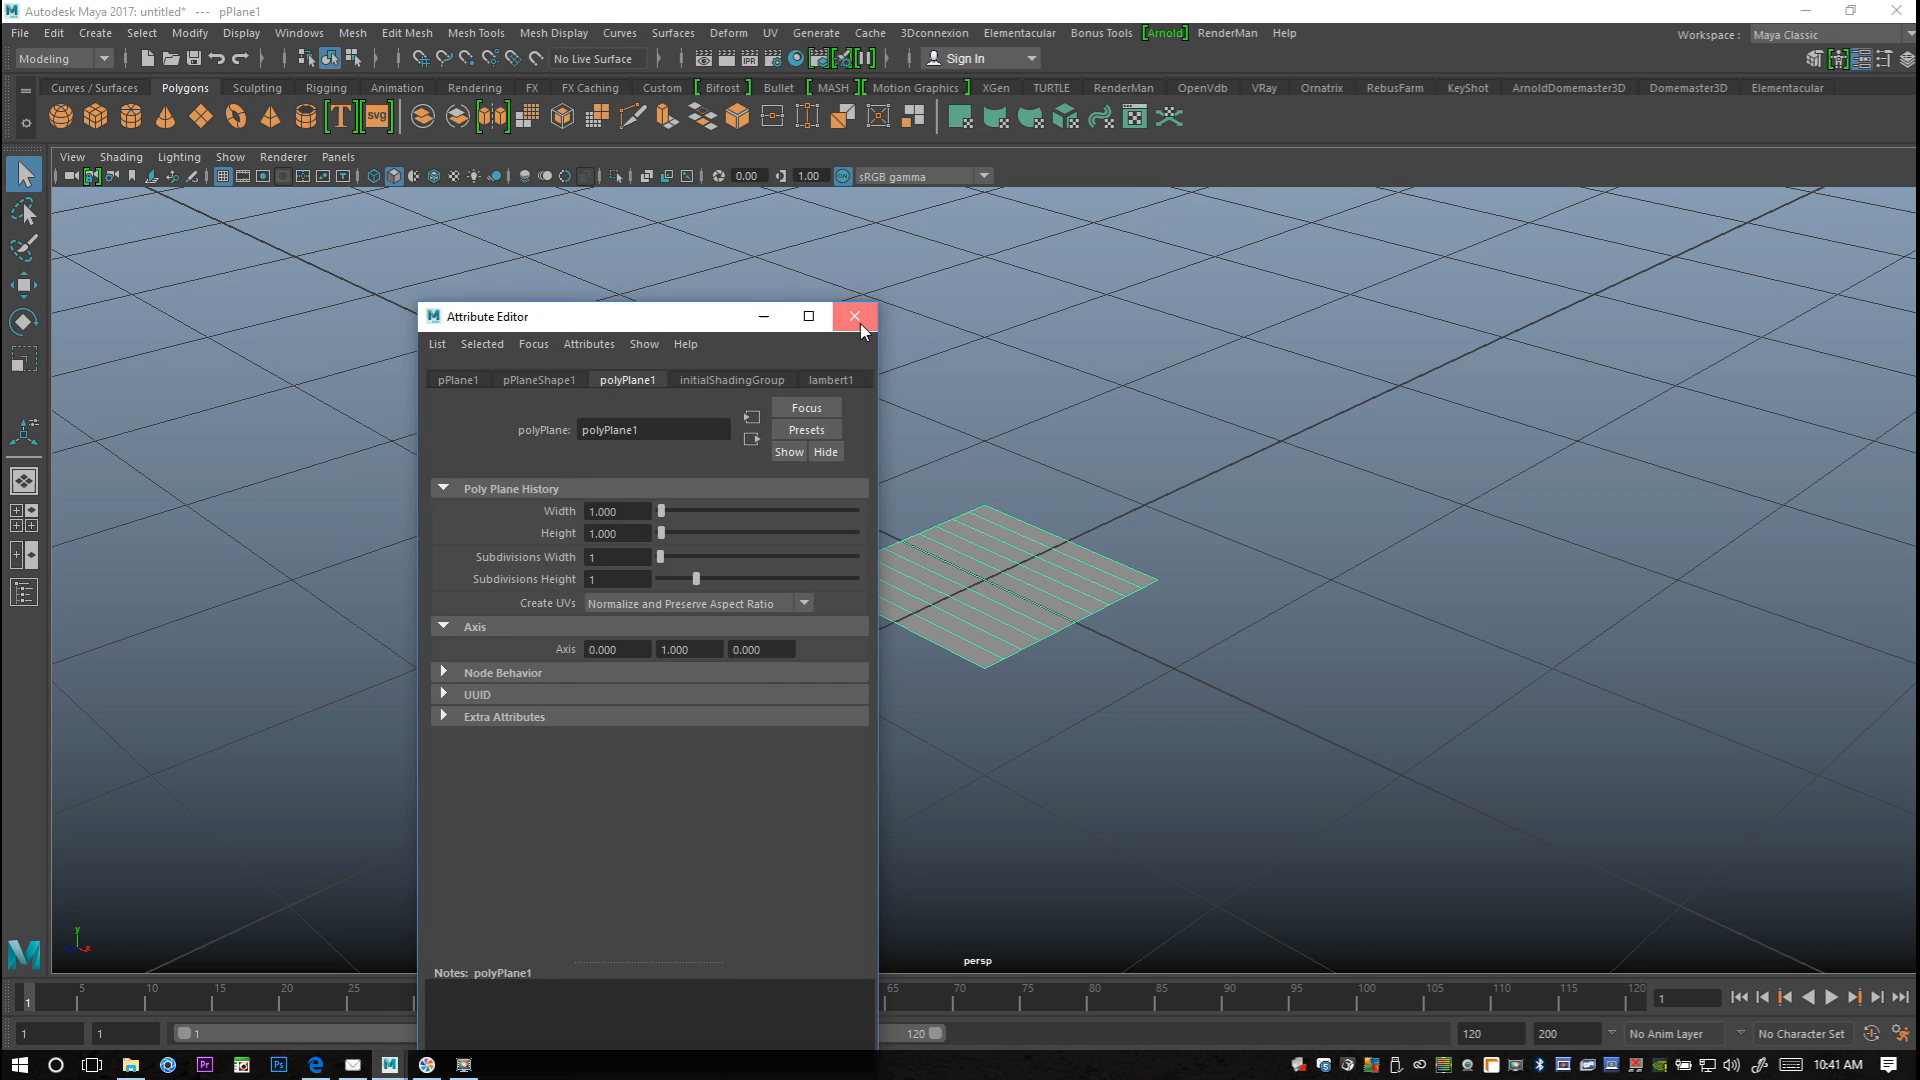 Autodesk Maya 2017: untitled*   ---   pPlane1
File Edit Create Select Modify Display Windows Mesh Edit Mesh Mesh Tools Mesh Display Curves Surfaces Deform UV Generate Cache 3Dconnexion Elementacular Bonus Tools [Arnold] RenderMan Help Workspace : Maya Classic
Modeling No Live Surface IPR Sign In
Curves / Surfaces Polygons Sculpting Rigging Animation Rendering FX FX Caching Custom [ Bifrost ] Bullet [ MASH ] [ Motion Graphics ] XGen TURTLE RenderMan OpenVdb VRay Ornatrix RebusFarm KeyShot ArnoldDomemaster3D Domemaster3D Elementacular
T svg
View Shading Lighting Show Renderer Panels
0.00 1.00 ON sRGB gamma
Attribute Editor
List Selected Focus Attributes Show Help
pPlane1 pPlaneShape1 polyPlane1 initialShadingGroup lambert1
Focus
polyPlane: polyPlane1 Presets
Show Hide
Poly Plane History
Width 1.000
Height 1.000
Subdivisions Width 1
Subdivisions Height 1
Create UVs Normalize and Preserve Aspect Ratio
Axis
Axis 0.000 1.000 0.000
Node Behavior
UUID
Extra Attributes
y
persp
Notes: polyPlane1
1 5 10 15 20 25 65 70 75 80 85 90 95 100 105 110 115 120 1
1 1 1 120 120 200 No Anim Layer No Character Set
Pr Ps M 10:41 AM